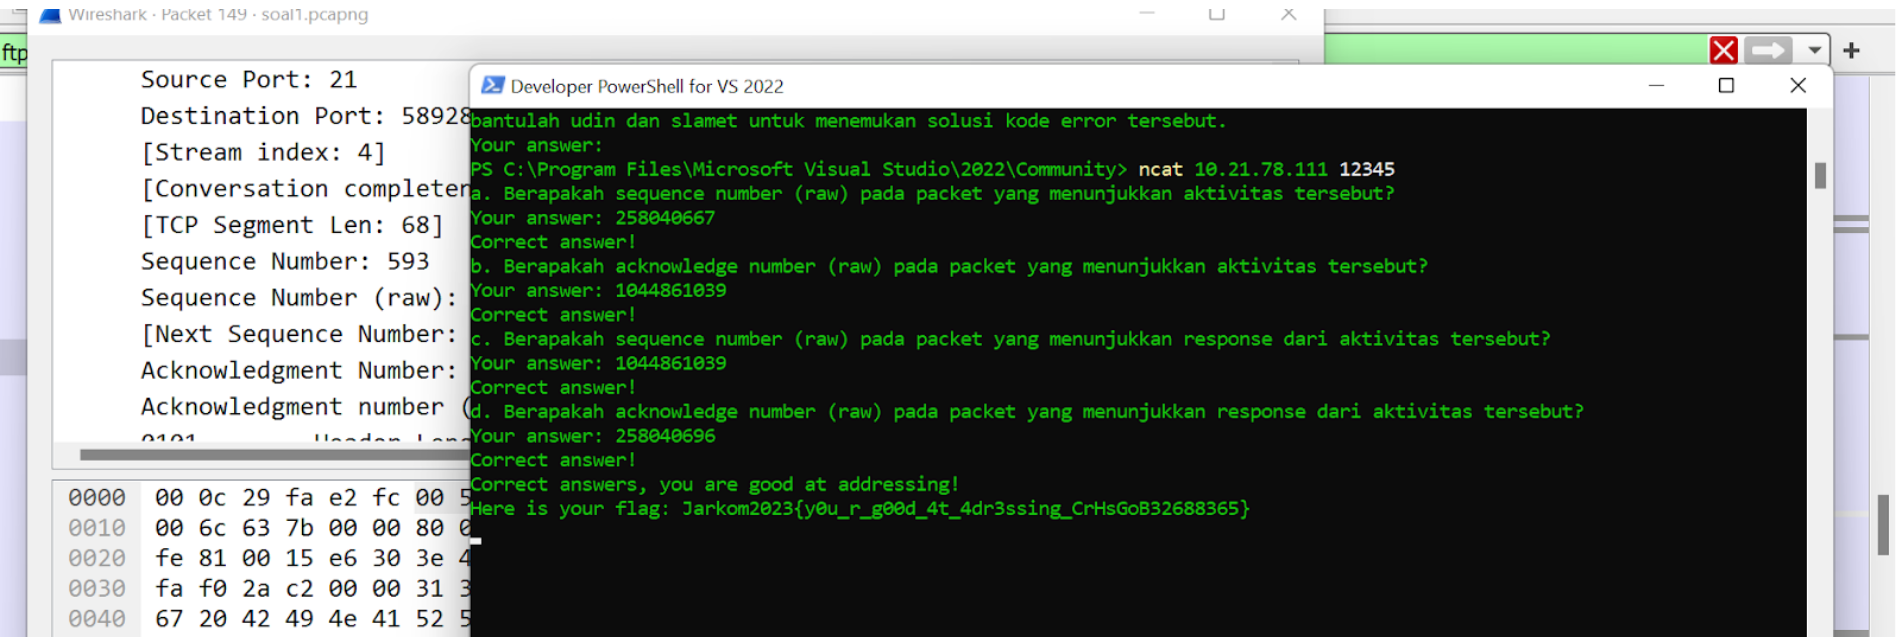 Wireshark · Packet 149 · soal1.pcapng
ftp
Source Port: 21
Destination Port: 58928
[Stream index: 4]
[Conversation completen
[TCP Segment Len: 68]
Sequence Number: 593
Sequence Number (raw):
[Next Sequence Number:
Acknowledgment Number:
Acknowledgment number (
0101
0000 00 0c 29 fa e2 fc 00 5
0010 00 6c 63 7b 00 00 80 0
0020 fe 81 00 15 e6 30 3e 4
0030 fa f0 2a c2 00 00 31 3
0040 67 20 42 49 4e 41 52 5
Developer PowerShell for VS 2022
bantulah udin dan slamet untuk menemukan solusi kode error tersebut.
Your answer:
PS C:\Program Files\Microsoft Visual Studio\2022\Community> ncat 10.21.78.111 12345
a. Berapakah sequence number (raw) pada packet yang menunjukkan aktivitas tersebut?
Your answer: 258040667
Correct answer!
b. Berapakah acknowledge number (raw) pada packet yang menunjukkan aktivitas tersebut?
Your answer: 1044861039
Correct answer!
c. Berapakah sequence number (raw) pada packet yang menunjukkan response dari aktivitas tersebut?
Your answer: 1044861039
Correct answer!
d. Berapakah acknowledge number (raw) pada packet yang menunjukkan response dari aktivitas tersebut?
Your answer: 258040696
Correct answer!
Correct answers, you are good at addressing!
Here is your flag: Jarkom2023{y0u_r_g00d_4t_4dr3ssing_CrHsGoB32688365}